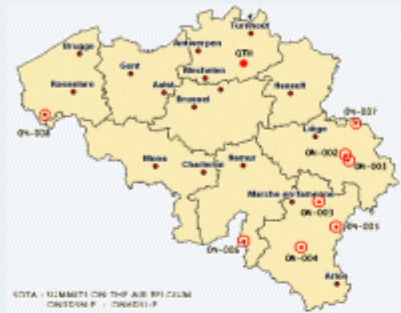 Turnhout
Brugge
Antwerpen
QTH
Gent
Mechelen
Roeselare
Aalst
Hasselt
Brussel
ON-008
ON-007
Liège
ON-002
ON-001
Mons
Charleroi
Namur
Marche-en-famenne
ON-003
ON-005
ON-006
ON-004
Arlon
SOTA : SUMMITS ON THE AIR BELGIUM